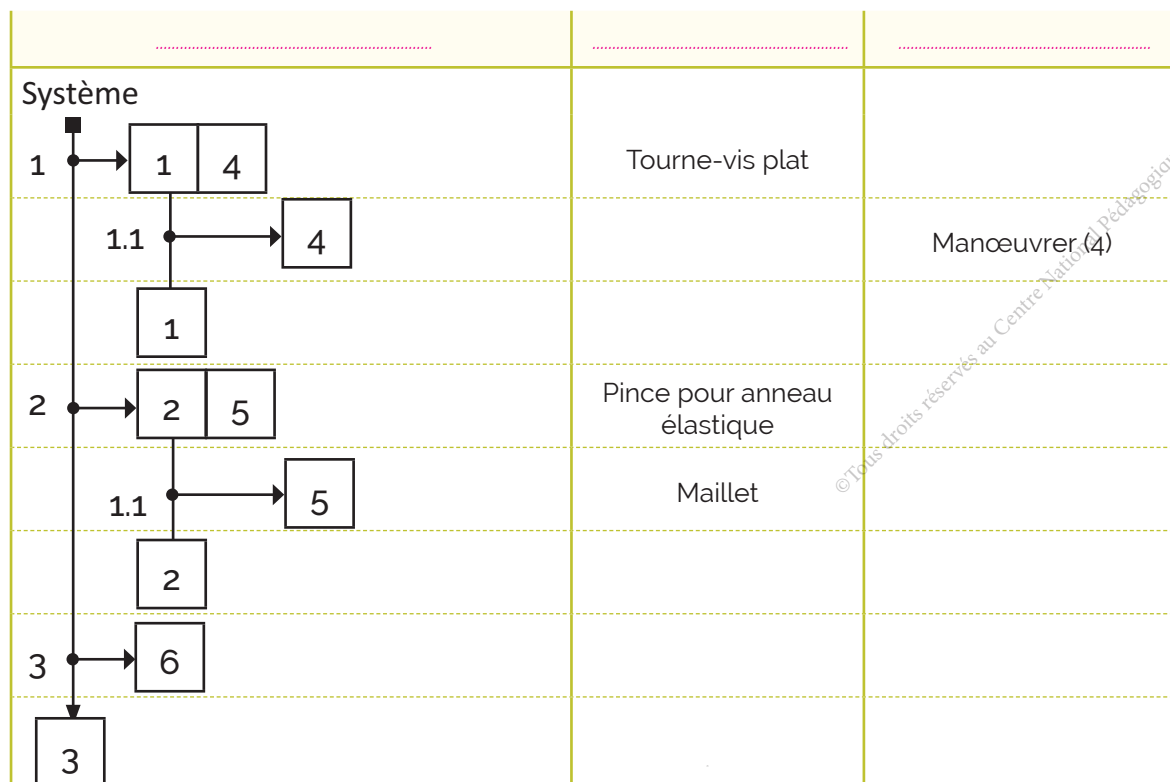 Système
1
1 4
Tourne-vis plat
1.1
4
Manœuvrer (4)
1
2
2 5
Pince pour anneau
élastique
1.1
5
Maillet
2
3
6
3
©Tous droits réservés au Centre National